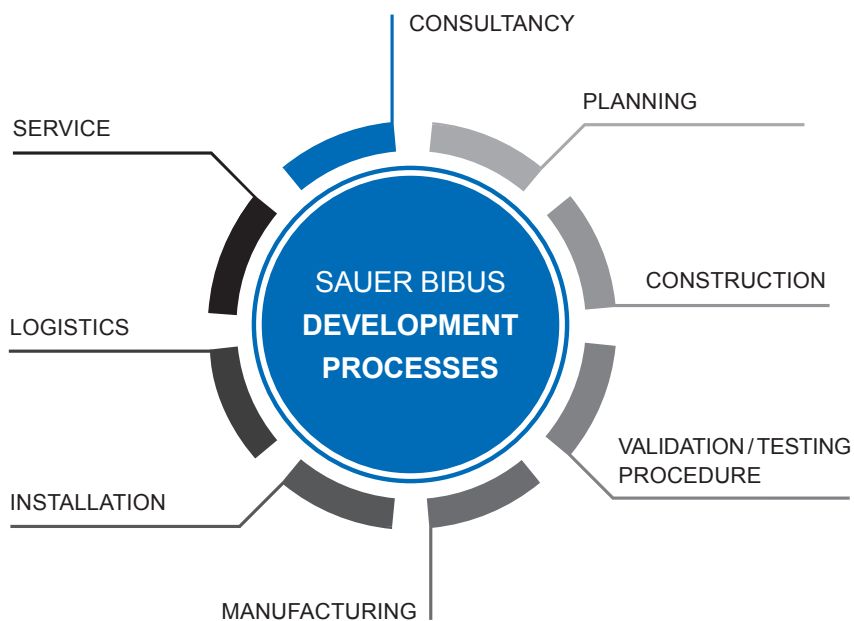 CONSULTANCY
PLANNING
SERVICE
SAUER BIBUS
DEVELOPMENT
PROCESSES
CONSTRUCTION
LOGISTICS
VALIDATION / TESTING
PROCEDURE
INSTALLATION
MANUFACTURING